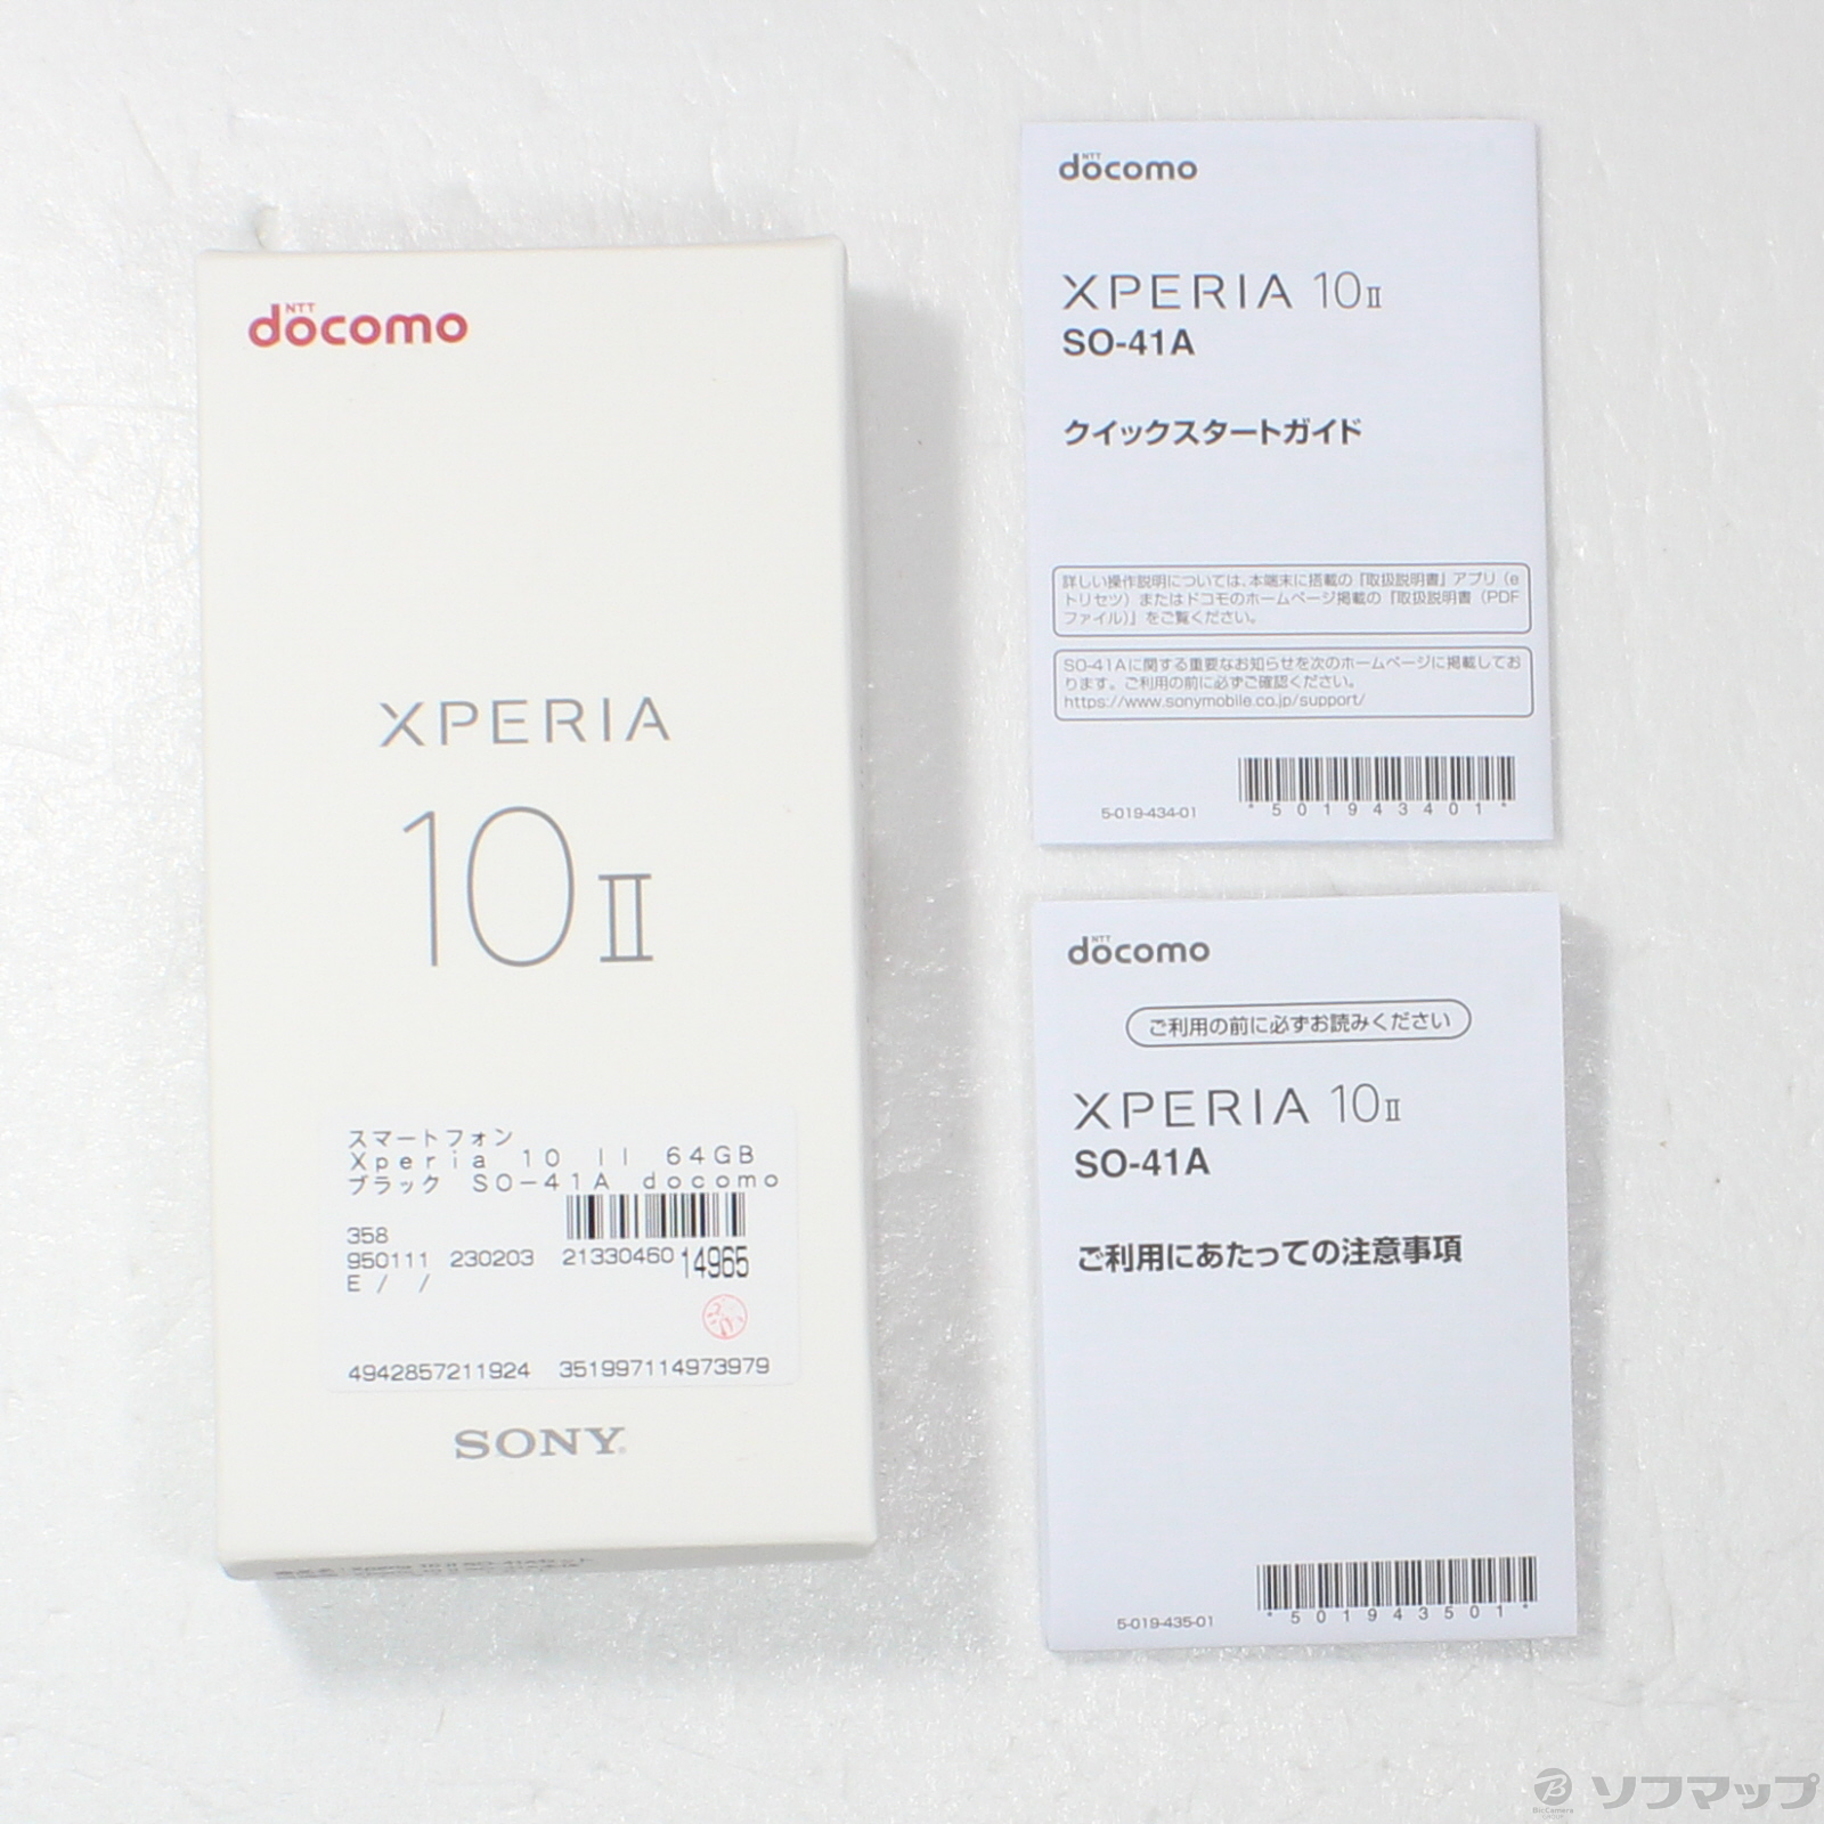 NTT
docomo
XPERIA
10 II
スマートフォン
Xperia 10 II 64GB
ブラック SO-41A docomo
358
950111 230203 21330460 14965
E / /
4942857211924 351997114973979
SONY
NTT
docomo
XPERIA 10 II
SO-41A
クイックスタートガイド
詳しい操作説明については、本端末に搭載の『取扱説明書』アプリ（e
トリセツ）またはドコモのホームページ掲載の『取扱説明書（PDF
ファイル）』をご覧ください。
SO-41Aに関する重要なお知らせを次のホームページに掲載してお
ります。ご利用の前に必ずご確認ください。
https://www.sonymobile.co.jp/support/
5-019-434-01
*501943401*
NTT
docomo
ご利用の前に必ずお読みください
XPERIA 10 II
SO-41A
ご利用にあたっての注意事項
5-019-435-01
*501943501*
BicCamera
GROUP
ソフマップ